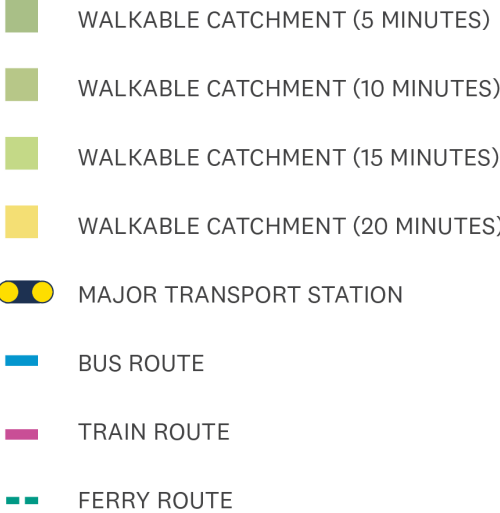 WALKABLE CATCHMENT (5 MINUTES)
WALKABLE CATCHMENT (10 MINUTES)
WALKABLE CATCHMENT (15 MINUTES)
WALKABLE CATCHMENT (20 MINUTES)
MAJOR TRANSPORT STATION
BUS ROUTE
TRAIN ROUTE
FERRY ROUTE